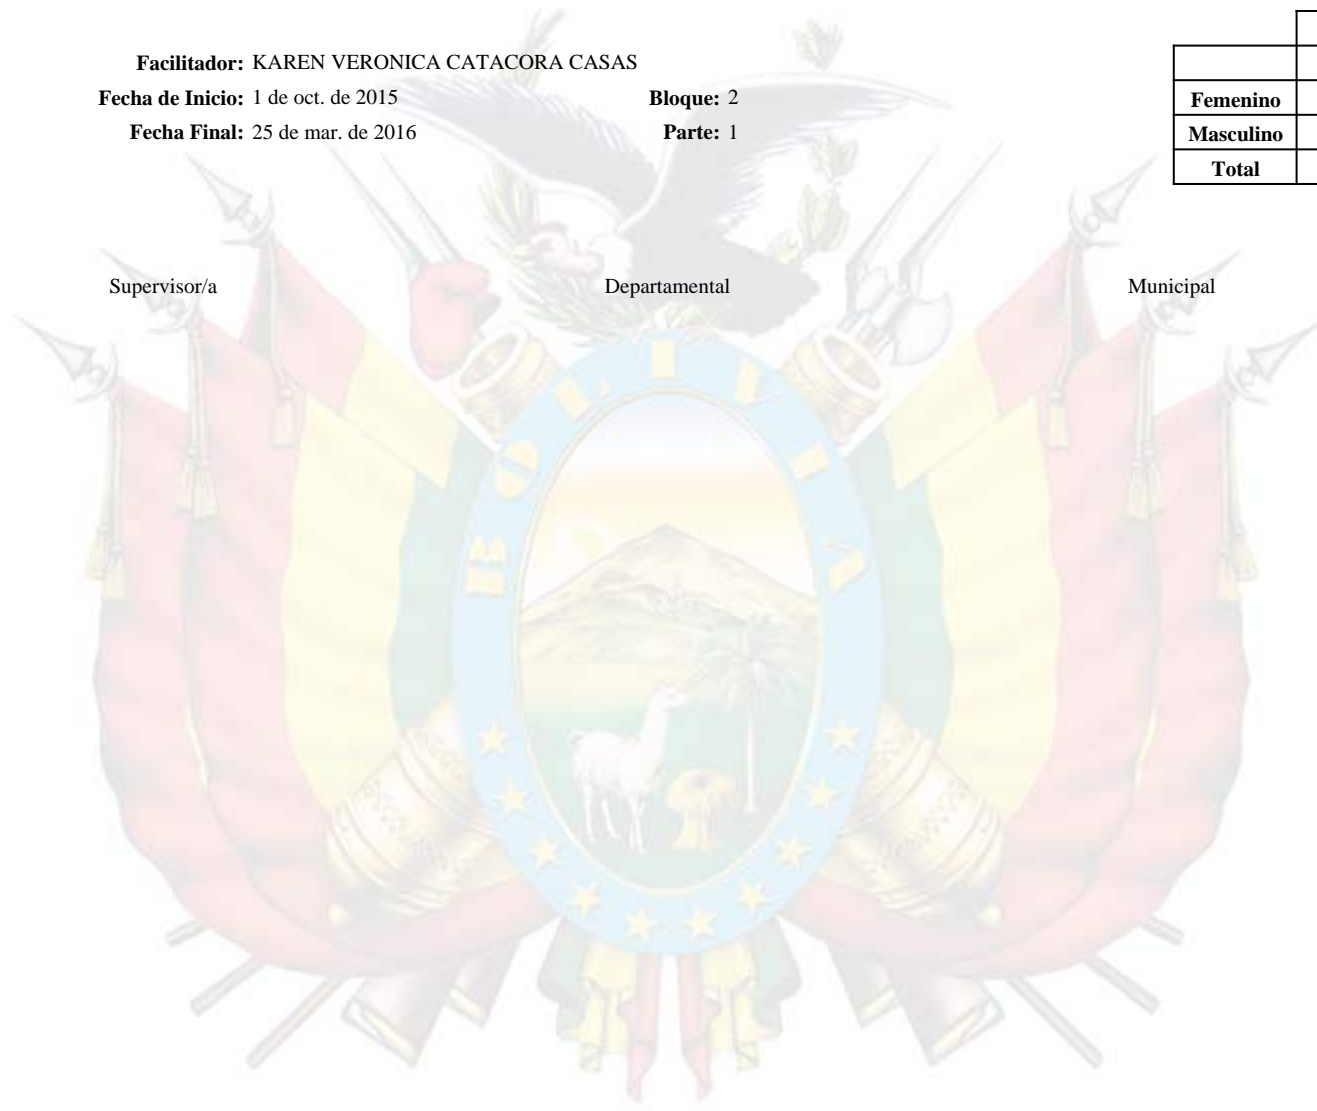 Facilitador: KAREN VERONICA CATACORA CASAS
Fecha de Inicio: 1 de oct. de 2015 Bloque: 2
Fecha Final: 25 de mar. de 2016 Parte: 1
Femenino
Masculino
Total
Supervisor/a Departamental Municipal
BOLIVIA